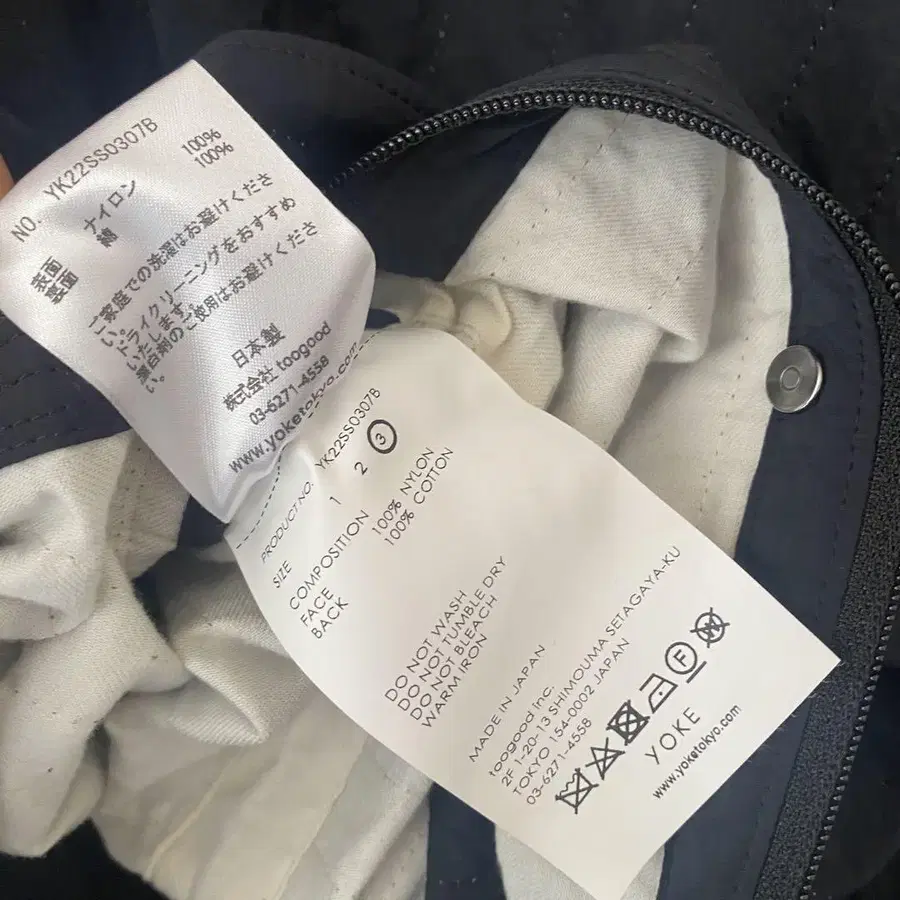 NO. YK22SS0307B
表面 ナイロン 100%
裏面 綿 100%
ご家庭での洗濯はお避けくださ
い。
ドライクリーニングをおすすめ
いたします。
漂白剤のご使用はお避けくださ
い。
日本製
株式会社 toogood
03-6271-4558
www.yoketokyo.com
PRODUCT NO. YK22SS0307B
SIZE 1 2 3
COMPOSITION
FACE 100% NYLON
BACK 100% COTTON
DO NOT WASH
DO NOT TUMBLE DRY
DO NOT BLEACH
WARM IRON
MADE IN JAPAN
toogood inc.
2F 1-20-13 SHIMOUMA SETAGAYA-KU
TOKYO 154-0002 JAPAN
03-6271-4558
F W
YOKE
www.yoketokyo.com